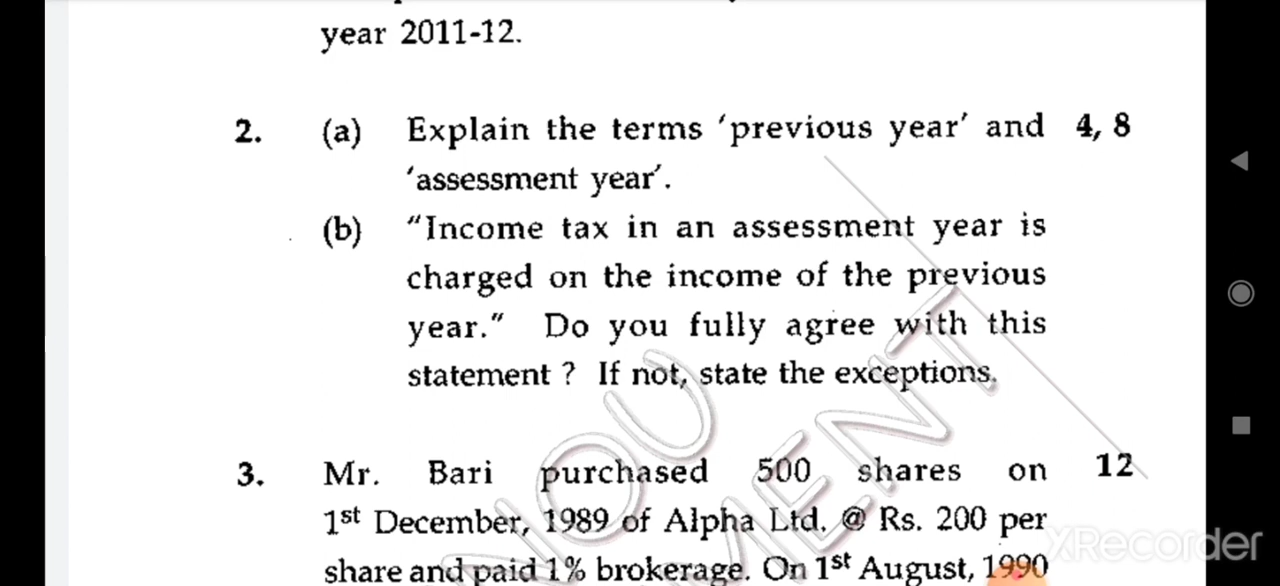 year 2011-12.
2. (a) Explain the terms ‘previous year’ and 4, 8
‘assessment year’.
(b) “Income tax in an assessment year is
charged on the income of the previous
year.” Do you fully agree with this
statement ? If not, state the exceptions.
3. Mr. Bari purchased 500 shares on 12
1st December, 1989 of Alpha Ltd. @ Rs. 200 per
share and paid 1% brokerage. On 1st August, 1990
XRecorder